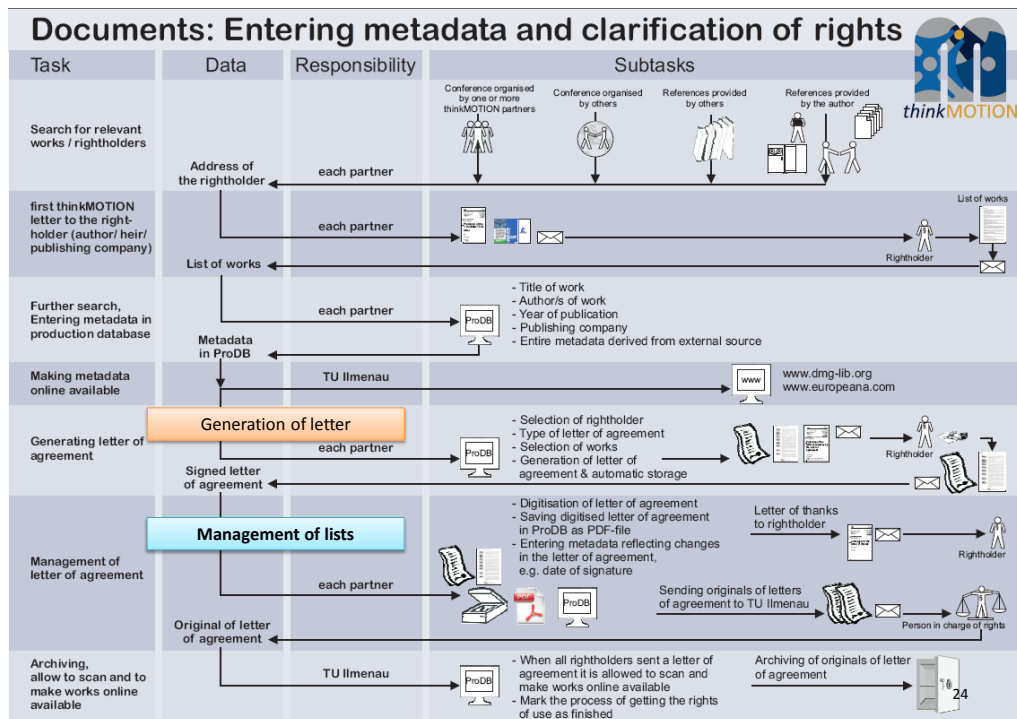 Documents: Entering metadata and clarification of rights
thinkMOTION
Task
Data
Responsibility
Subtasks
Search for relevant
works / rightholders
Conference organised
by one or more
thinkMOTION partners
Conference organised
by others
References provided
by others
References provided
by the author
Address of
the rightholder
each partner
first thinkMOTION
letter to the right-
holder (author/ heir/
publishing company)
each partner
Rightholder
List of works
List of works
Further search,
Entering metadata in
production database
each partner
ProDB
- Title of work
- Author/s of work
- Year of publication
- Publishing company
- Entire metadata derived from external source
Metadata
in ProDB
Making metadata
online available
TU Ilmenau
www
www.dmg-lib.org
www.europeana.com
Generation of letter
Generating letter of
agreement
each partner
ProDB
- Selection of rightholder
- Type of letter of agreement
- Selection of works
- Generation of letter of
agreement & automatic storage
Rightholder
Signed letter
of agreement
Management of lists
Management of
letter of agreement
each partner
- Digitisation of letter of agreement
- Saving digitised letter of agreement
in ProDB as PDF-file
- Entering metadata reflecting changes
in the letter of agreement,
e.g. date of signature
PDF
ProDB
Letter of thanks
to rightholder
Rightholder
Sending originals of letters
of agreement to TU Ilmenau
Person in charge of rights
Original of letter
of agreement
Archiving,
allow to scan and to
make works online
available
TU Ilmenau
ProDB
- When all rightholders sent a letter of
agreement it is allowed to scan and
make works online available
- Mark the process of getting the rights
of use as finished
Archiving of originals of letter
of agreement
24